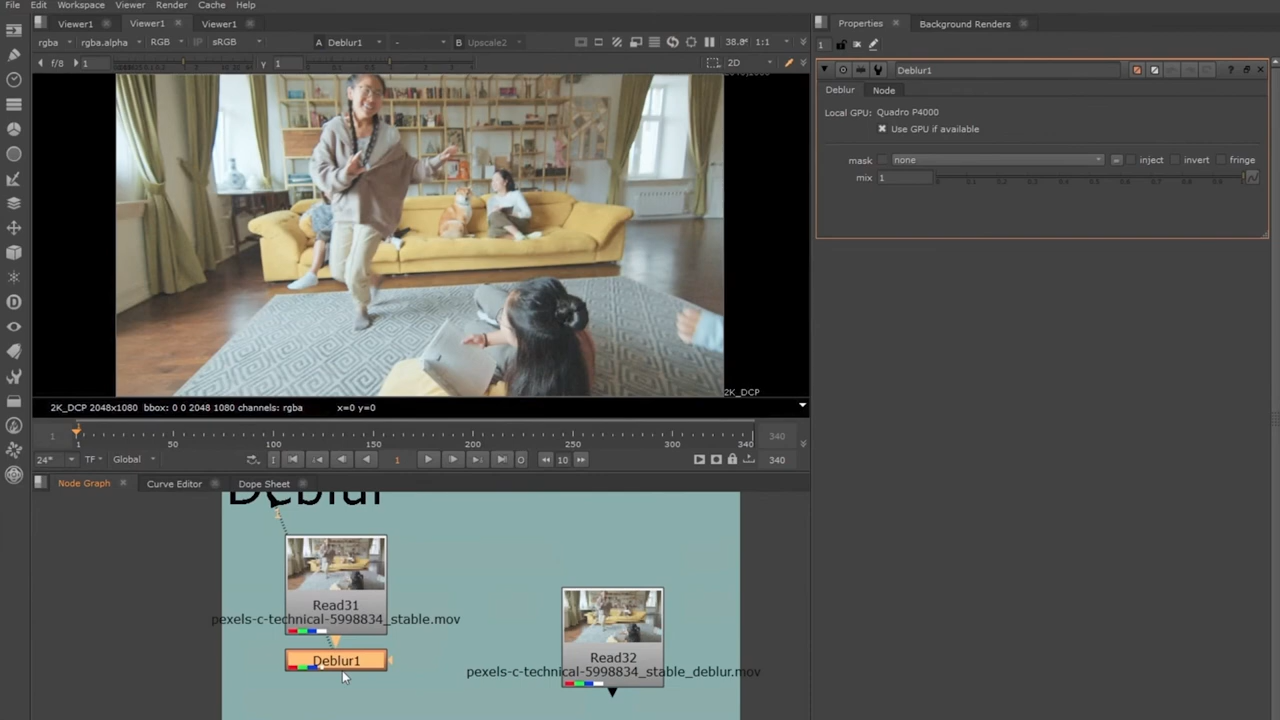 File Edit Workspace Viewer Render Cache Help
Viewer1 Viewer1 Viewer1
rgba rgba.alpha RGB IP sRGB A Deblur1 - B Upscale2 38.8% 1:1
f/8 1 γ 1 2D
2K_DCP
2K_DCP 2048x1080 bbox: 0 0 2048 1080 channels: rgba x=0 y=0
1 1 50 100 150 200 250 300 340 340
24* TF Global 1 10 340
Node Graph Curve Editor Dope Sheet
Deblur
Read31
pexels-c-technical-5998834_stable.mov
Deblur1
Read32
pexels-c-technical-5998834_stable_deblur.mov
Properties Background Renders
1
Deblur1
Deblur Node
Local GPU: Quadro P4000
Use GPU if available
mask none inject invert fringe
mix 1